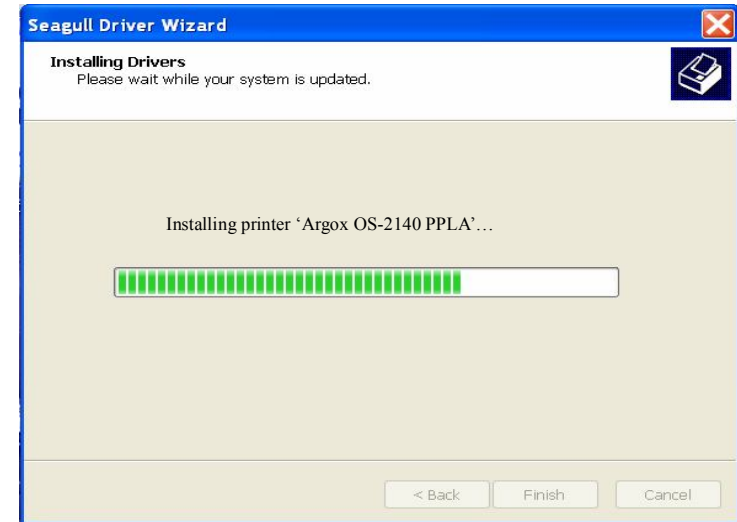 Seagull Driver Wizard
Installing Drivers
Please wait while your system is updated.
Installing printer ‘Argox OS-2140 PPLA’…
< Back
Finish
Cancel